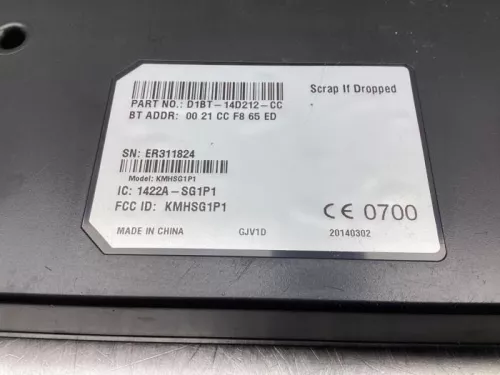 Scrap If Dropped
PART NO.: D1BT-14D212-CC
BT ADDR: 00 21 CC F8 65 ED
SN: ER311824
Model: KMHSG1P1
IC: 1422A-SG1P1
FCC ID: KMHSG1P1
CE 0700
MADE IN CHINA GJV1D 20140302